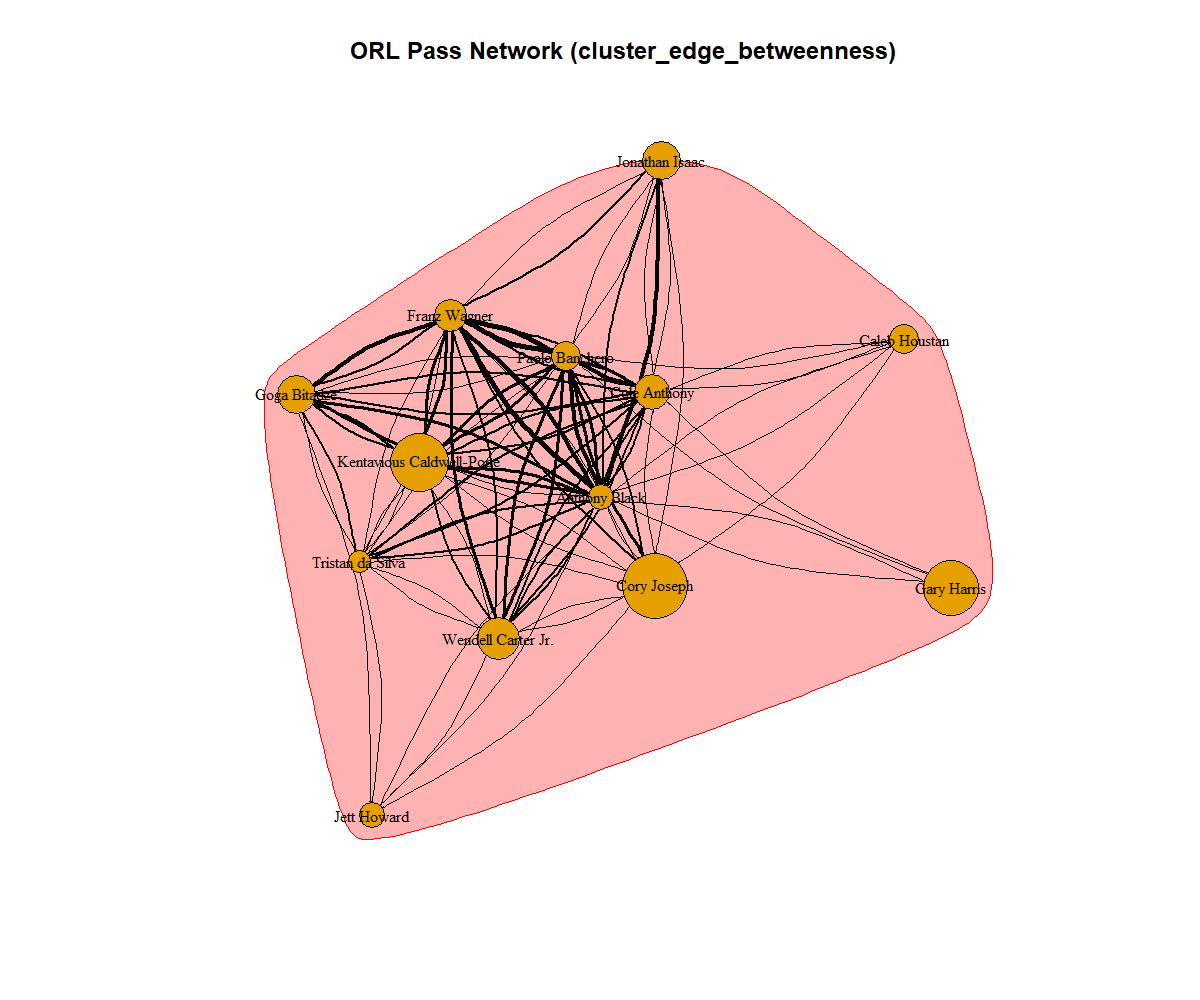 ORL Pass Network (cluster_edge_betweenness)
Jonathan Isaac
Franz Wagner
Caleb Houstan
Paolo Banchero
Goga Bitadze
Cole Anthony
Kentavious Caldwell-Pope
Anthony Black
Tristan da Silva
Cory Joseph
Gary Harris
Wendell Carter Jr.
Jett Howard